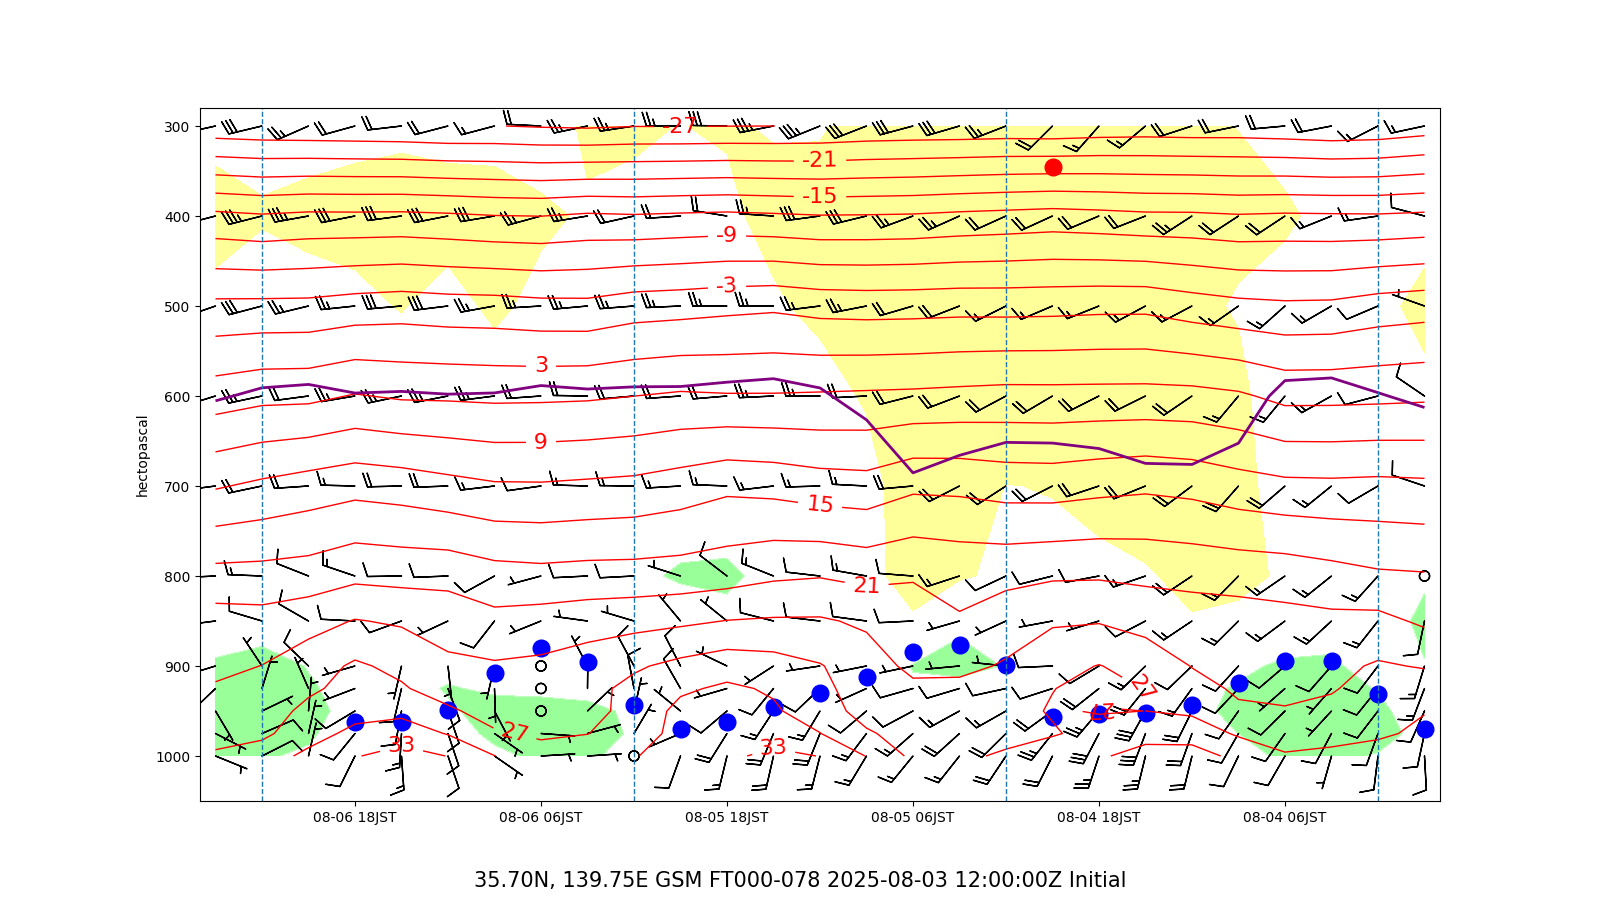 300
400
500
600
700
800
900
1000
hectopascal
27
-21
-15
-9
-3
3
9
15
21
27
27
27
33
33
08-06 18JST
08-06 06JST
08-05 18JST
08-05 06JST
08-04 18JST
08-04 06JST
35.70N, 139.75E GSM FT000-078 2025-08-03 12:00:00Z Initial